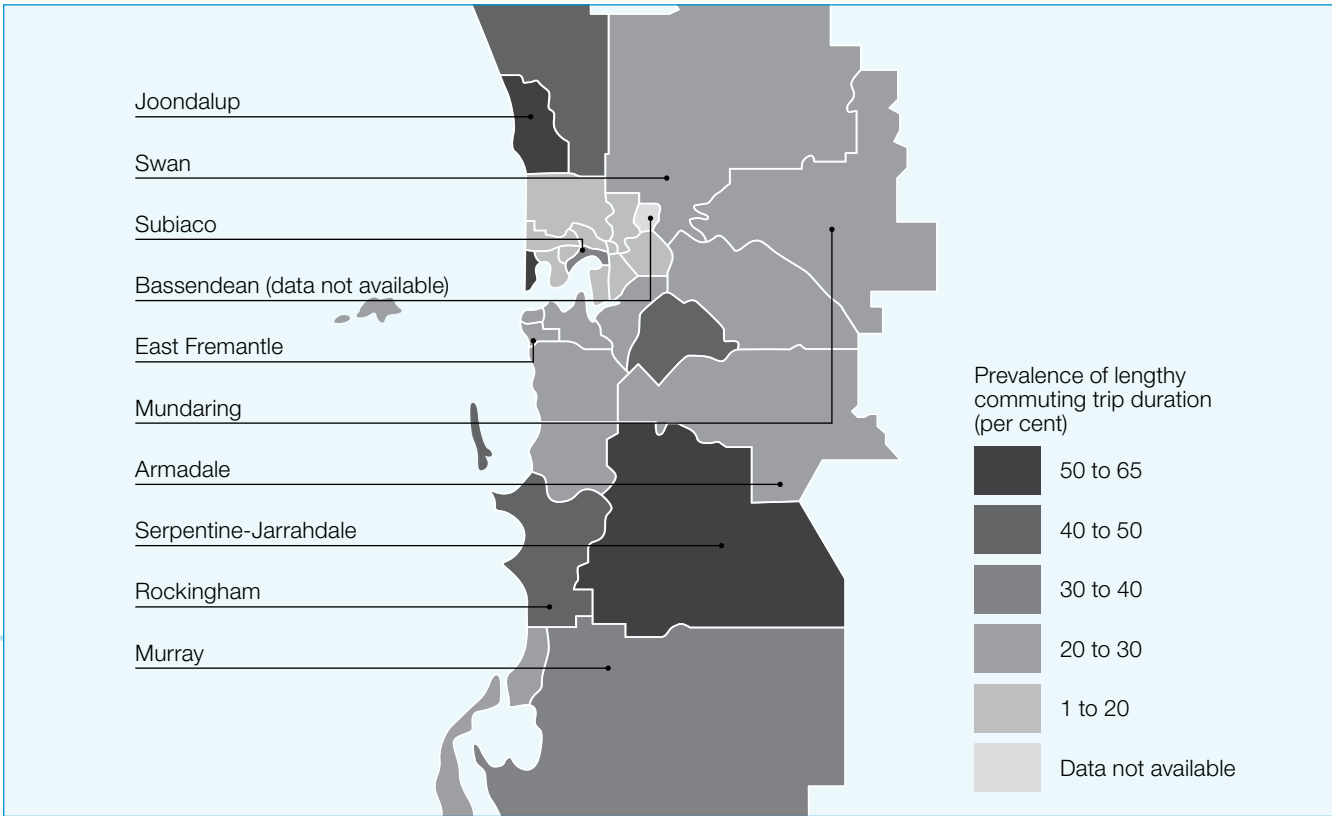 Joondalup
Swan
Subiaco
Bassendean (data not available)
East Fremantle
Mundaring
Armadale
Serpentine-Jarrahdale
Rockingham
Murray
Prevalence of lengthy
commuting trip duration
(per cent)
50 to 65
40 to 50
30 to 40
20 to 30
1 to 20
Data not available